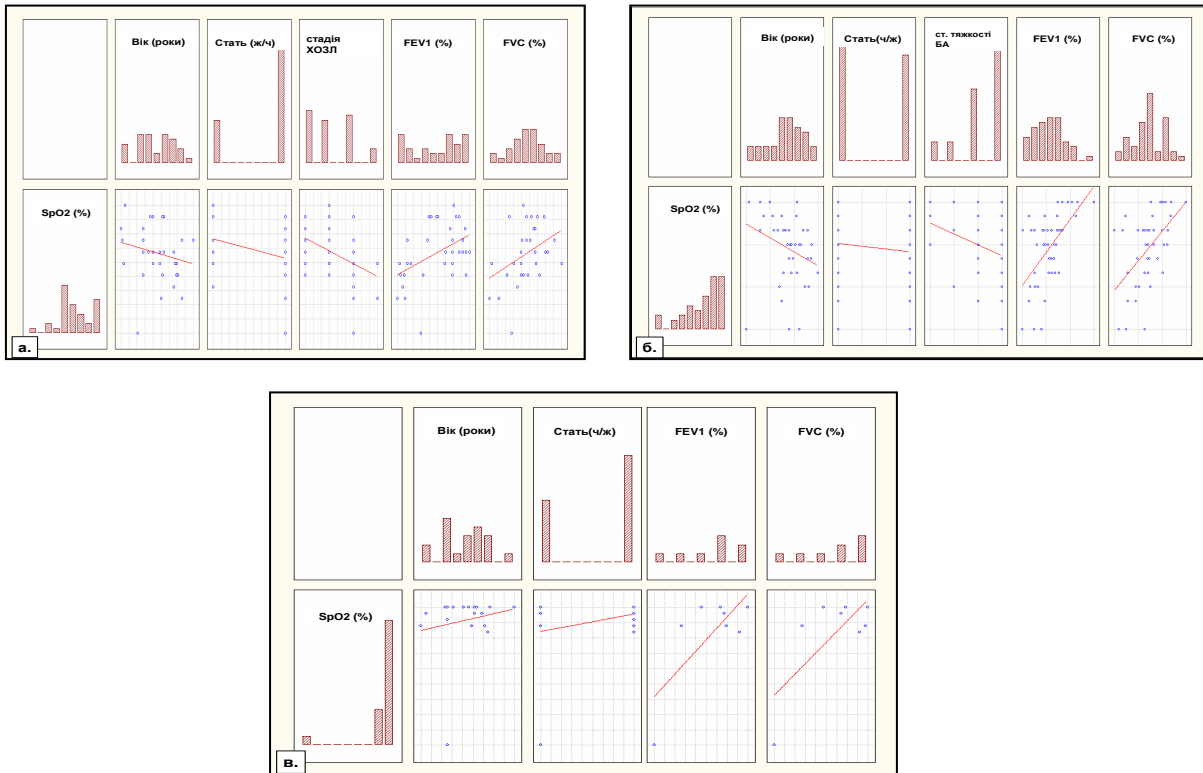 Вік (роки)
Стать (ж/ч)
стадія
ХОЗЛ
FEV1 (%)
FVC (%)
SpO2 (%)
а.
Вік (роки)
Стать(ч/ж)
ст. тяжкості
БА
FEV1 (%)
FVC (%)
SpO2 (%)
б.
Вік (роки)
Стать(ч/ж)
FEV1 (%)
FVC (%)
SpO2 (%)
в.